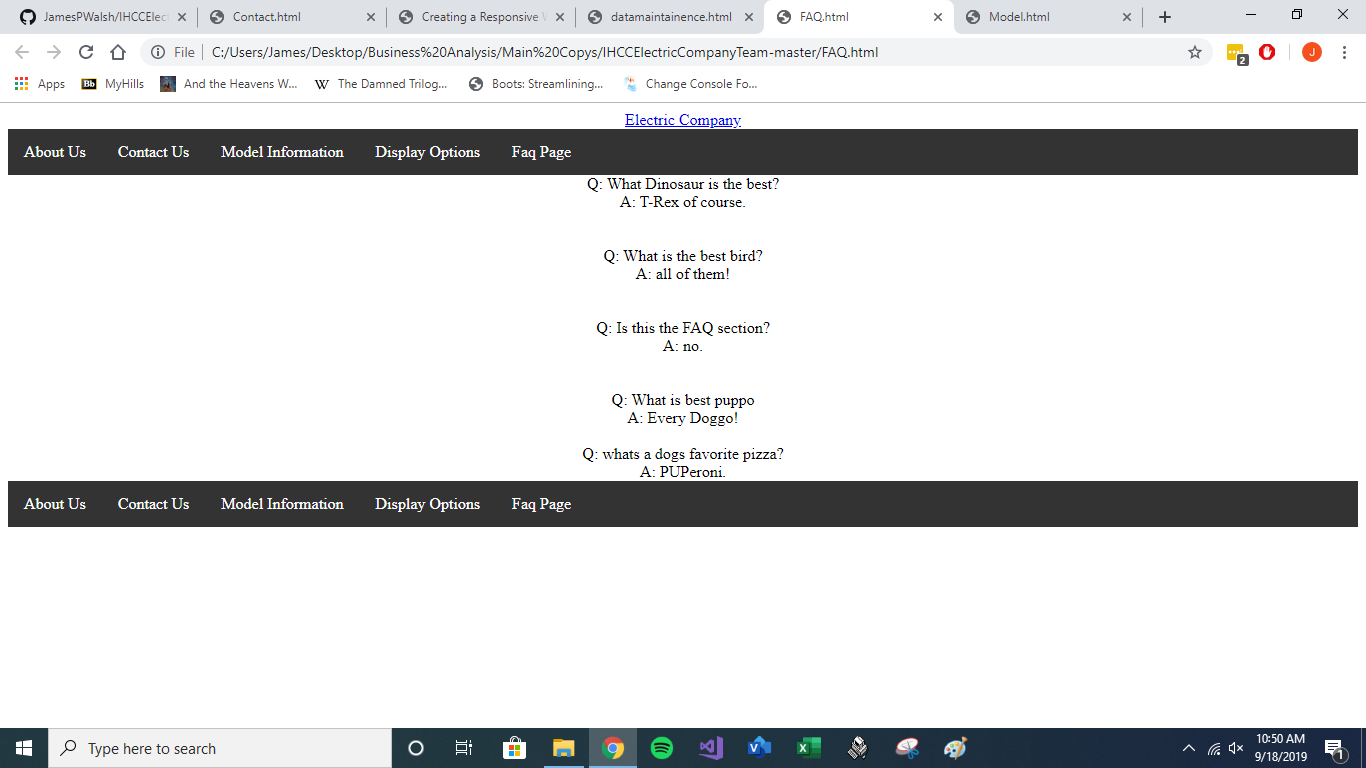 JamesPWalsh/IHCCElect
Contact.html
Creating a Responsive W
datamaintainence.html
FAQ.html
Model.html
File
C:/Users/James/Desktop/Business%20Analysis/Main%20Copys/IHCCElectricCompanyTeam-master/FAQ.html
2
J
Apps
Bb MyHills
And the Heavens W...
W The Damned Trilog...
Boots: Streamlining...
Change Console Fo...
Electric Company
About Us Contact Us Model Information Display Options Faq Page
Q: What Dinosaur is the best?
A: T-Rex of course.
Q: What is the best bird?
A: all of them!
Q: Is this the FAQ section?
A: no.
Q: What is best puppo
A: Every Doggo!
Q: whats a dogs favorite pizza?
A: PUPeroni.
About Us Contact Us Model Information Display Options Faq Page
Type here to search
10:50 AM
9/18/2019
1